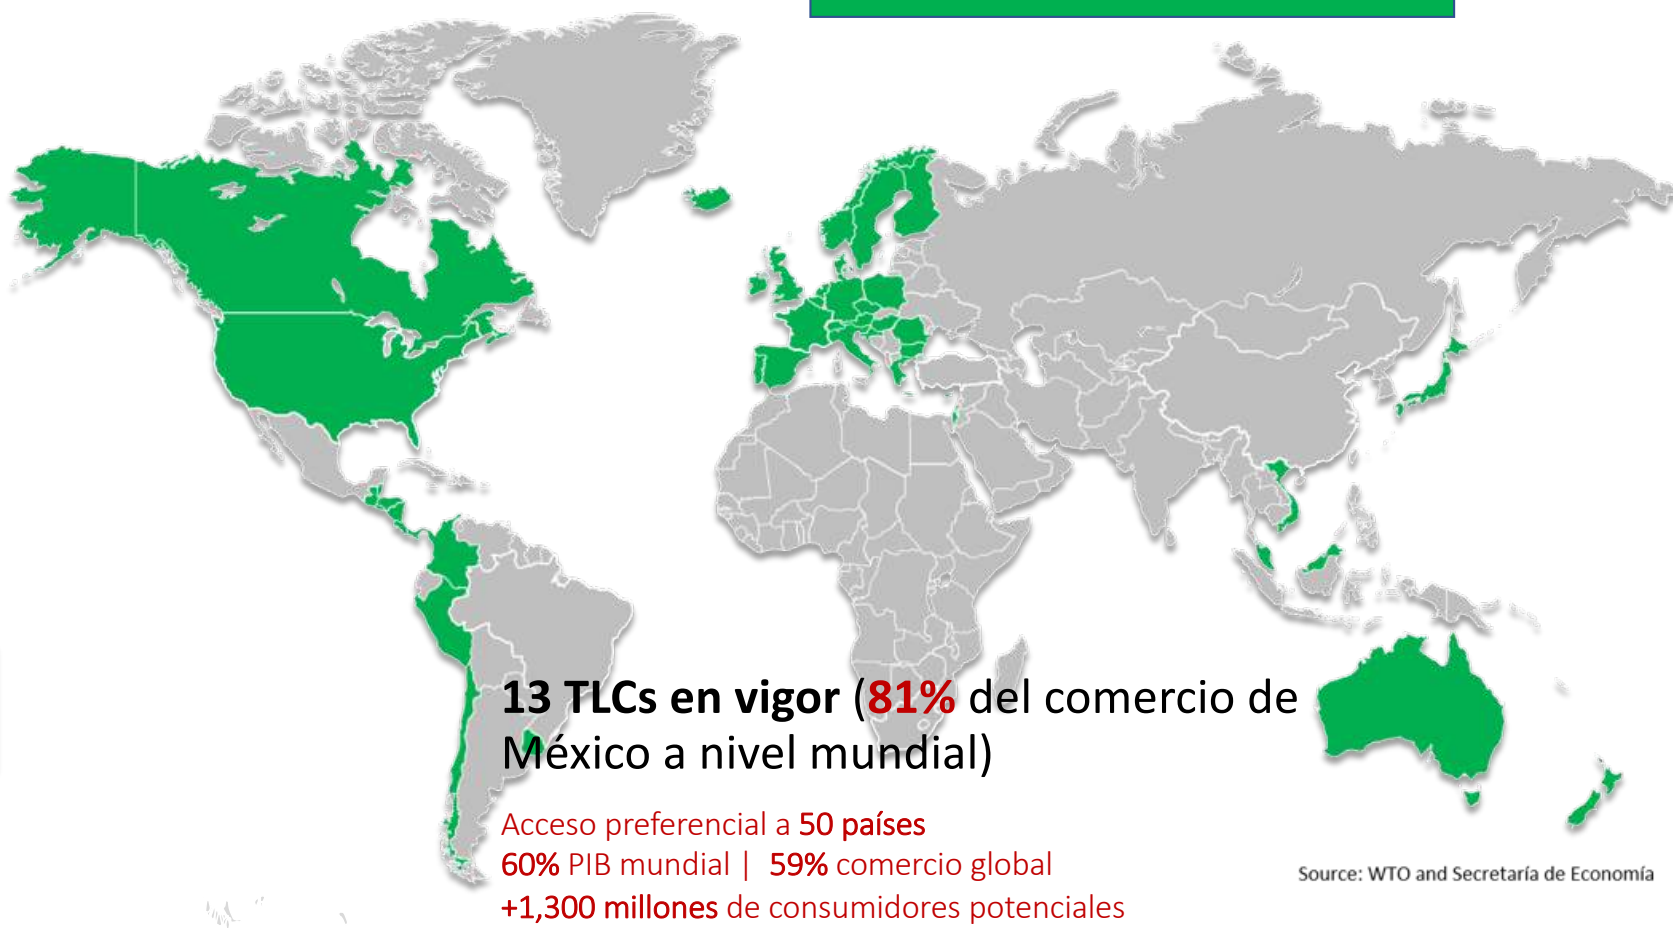 13 TLCs en vigor (81% del comercio de
México a nivel mundial)
Acceso preferencial a 50 países
60% PIB mundial | 59% comercio global
+1,300 millones de consumidores potenciales
Source: WTO and Secretaría de Economía